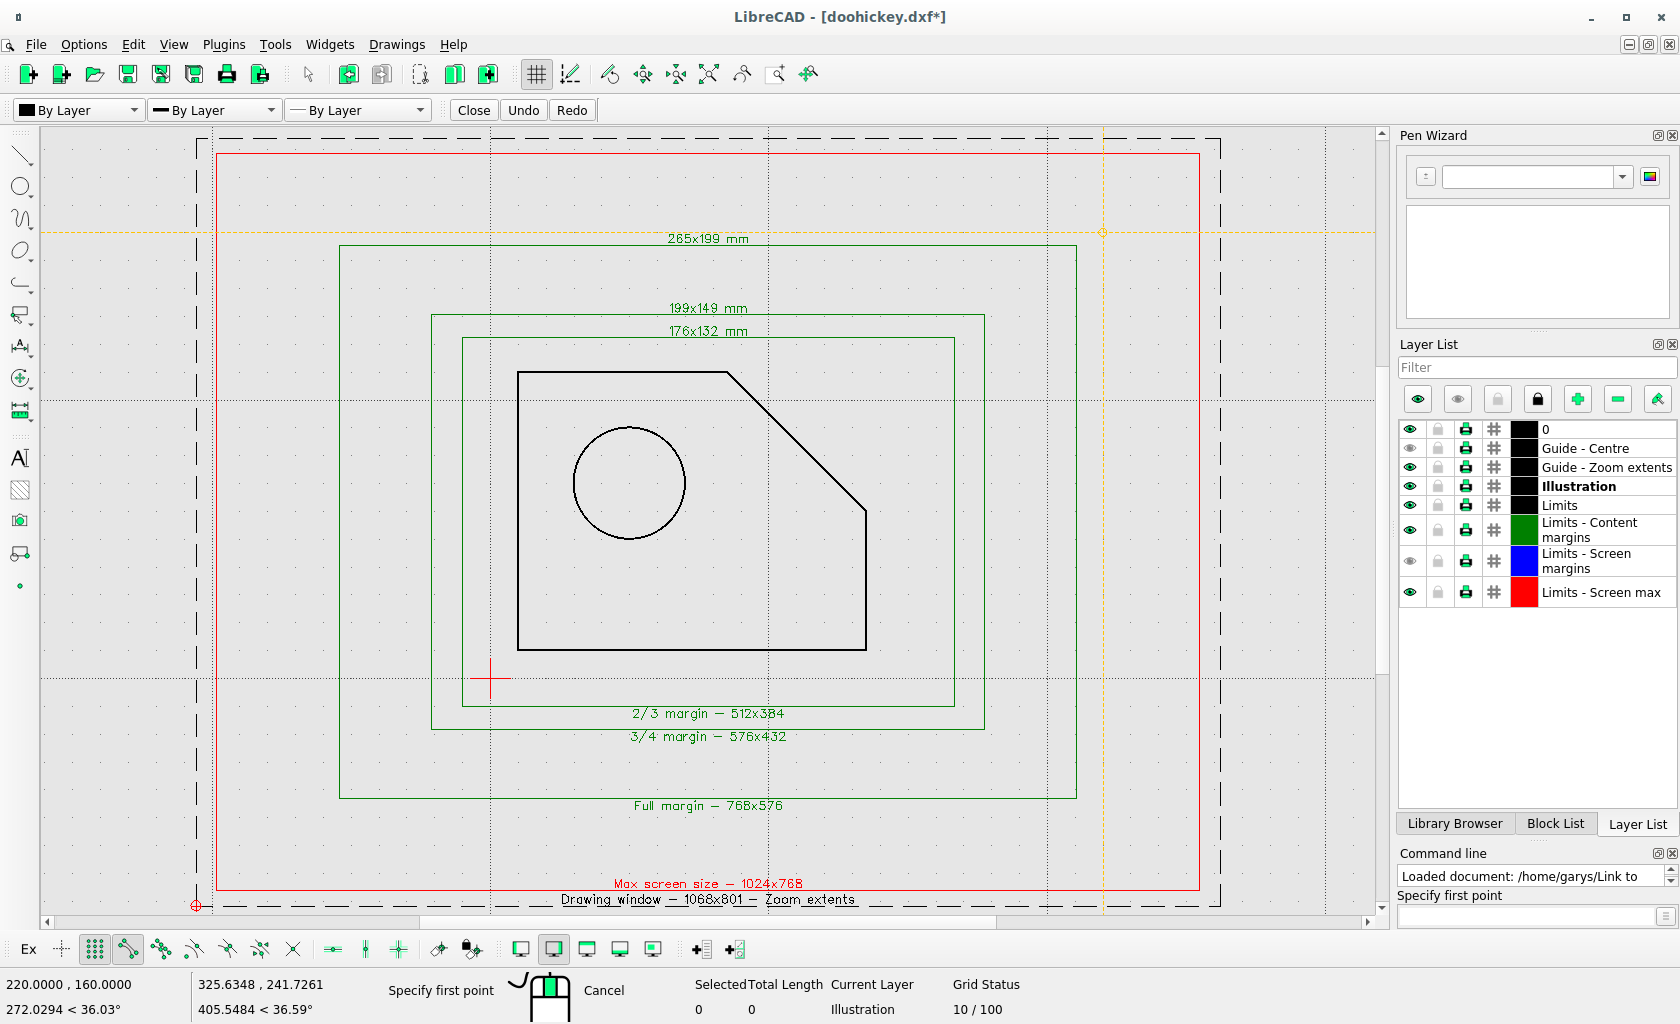 LibreCAD - [doohickey.dxf*]
File Options Edit View Plugins Tools Widgets Drawings Help
By Layer By Layer By Layer Close Undo Redo
Pen Wizard
265x199 mm
199x149 mm
176x132 mm
2/3 margin – 512x384
3/4 margin – 576x432
Full margin – 768x576
Max screen size – 1024x768
Drawing window – 1068x801 – Zoom extents
Layer List
Filter
0
Guide - Centre
Guide - Zoom extents
Illustration
Limits
Limits - Content
margins
Limits - Screen
margins
Limits - Screen max
Library Browser Block List Layer List
Command line
Loaded document: /home/garys/Link to
Specify first point
Ex
220.0000 , 160.0000
272.0294 < 36.03°
325.6348 , 241.7261
405.5484 < 36.59°
Specify first point Cancel
Selected Total Length Current Layer Grid Status
0 0 Illustration 10 / 100